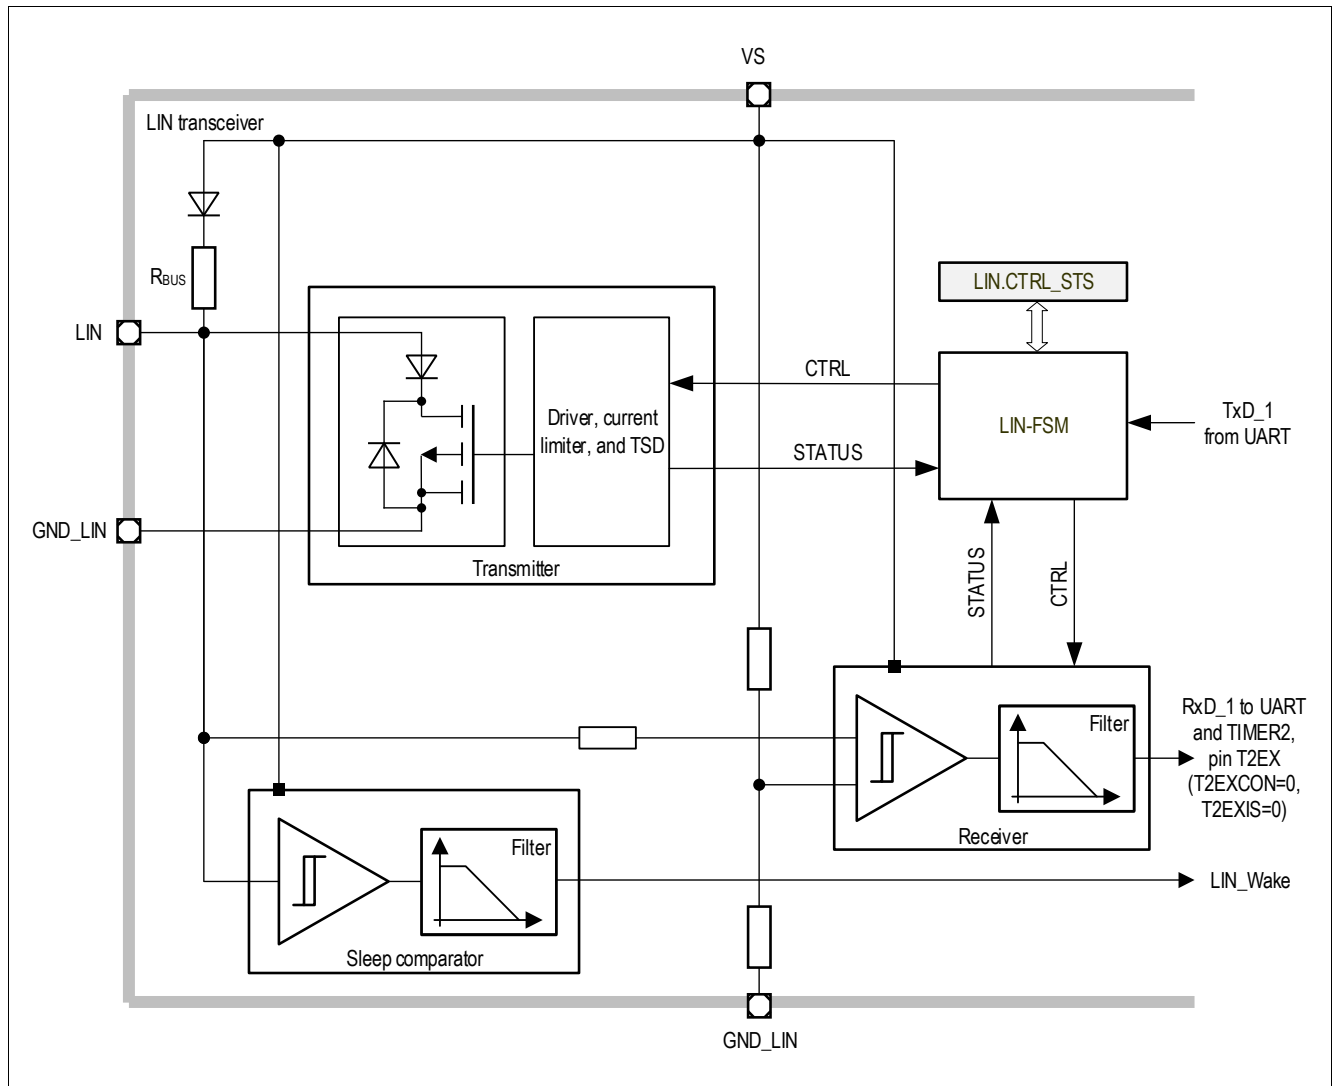 VS
LIN transceiver
RBUS
LIN.CTRL_STS
LIN
CTRL
TxD_1
from UART
Driver, current
limiter, and TSD
LIN-FSM
STATUS
GND_LIN
Transmitter
STATUS
CTRL
RxD_1 to UART
and TIMER2,
pin T2EX
(T2EXCON=0,
T2EXIS=0)
Filter
Receiver
Filter
LIN_Wake
Sleep comparator
GND_LIN